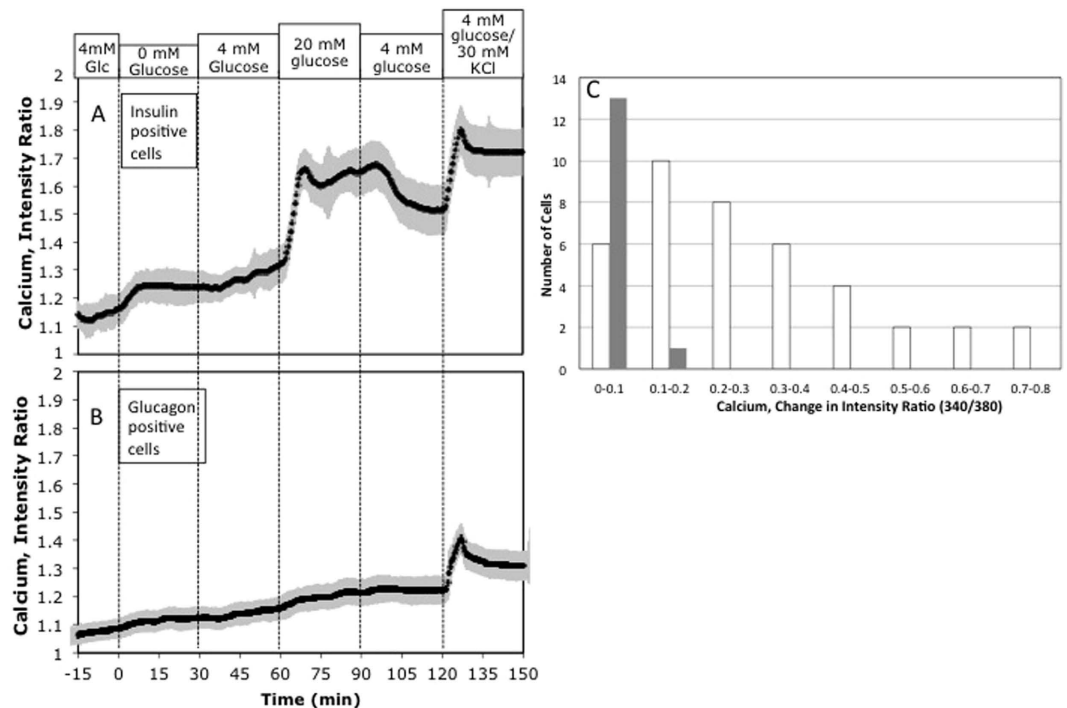 4mM
Glc
0 mM
Glucose
4 mM
Glucose
20 mM
glucose
4 mM
glucose
4 mM
glucose/
30 mM
KCl
A
Insulin
positive
cells
Calcium, Intensity Ratio
2
1.9
1.8
1.7
1.6
1.5
1.4
1.3
1.2
1.1
1
B
Glucagon
positive
cells
Calcium, Intensity Ratio
2
1.9
1.8
1.7
1.6
1.5
1.4
1.3
1.2
1.1
1
-15 0 15 30 45 60 75 90 105 120 135 150
Time (min)
C
Number of Cells
14
12
10
8
6
4
2
0
0-0.1 0.1-0.2 0.2-0.3 0.3-0.4 0.4-0.5 0.5-0.6 0.6-0.7 0.7-0.8
Calcium, Change in Intensity Ratio (340/380)